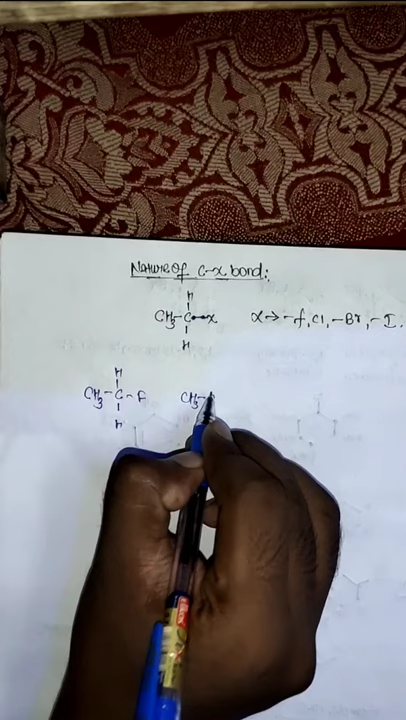 Nature of C-x bond:
H
CH3-C-x x→ -f, Cl, -Br, -I.
H
H
CH3-C-F CH3-
H